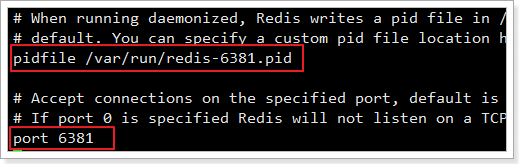 # When running daemonized, Redis writes a pid file in /
# default. You can specify a custom pid file location h
pidfile /var/run/redis-6381.pid
# Accept connections on the specified port, default is
# If port 0 is specified Redis will not listen on a TCP
port 6381